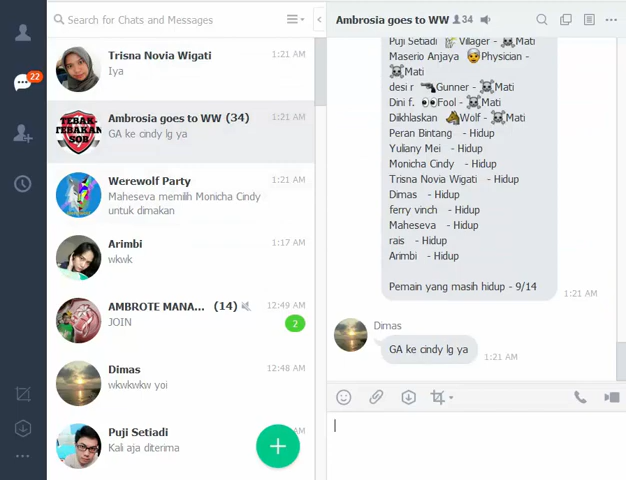 Search for Chats and Messages
22
Trisna Novia Wigati
1:21 AM
Iya
TEBAK-
TEBAKAN
SOB
Ambrosia goes to WW (34)
1:21 AM
GA ke cindy lg ya
Werewolf Party
1:21 AM
Maheseva memilih Monicha Cindy
untuk dimakan
Arimbi
1:17 AM
wkwk
AMBROTE MANA... (14)
12:49 AM
JOIN
2
Dimas
12:48 AM
wkwkwkw yoi
Puji Setiadi
AM
Kali aja diterima
Ambrosia goes to WW 34
Puji Setiadi Villager - Mati
Maserio Anjaya Physician -
Mati
desi r Gunner - Mati
Dini f. Fool - Mati
Diikhlaskan Wolf - Mati
Peran Bintang - Hidup
Yuliany Mei - Hidup
Monicha Cindy - Hidup
Trisna Novia Wigati - Hidup
Dimas - Hidup
ferry vinch - Hidup
Maheseva - Hidup
rais - Hidup
Arimbi - Hidup
Pemain yang masih hidup - 9/14
1:21 AM
Dimas
GA ke cindy lg ya
1:21 AM